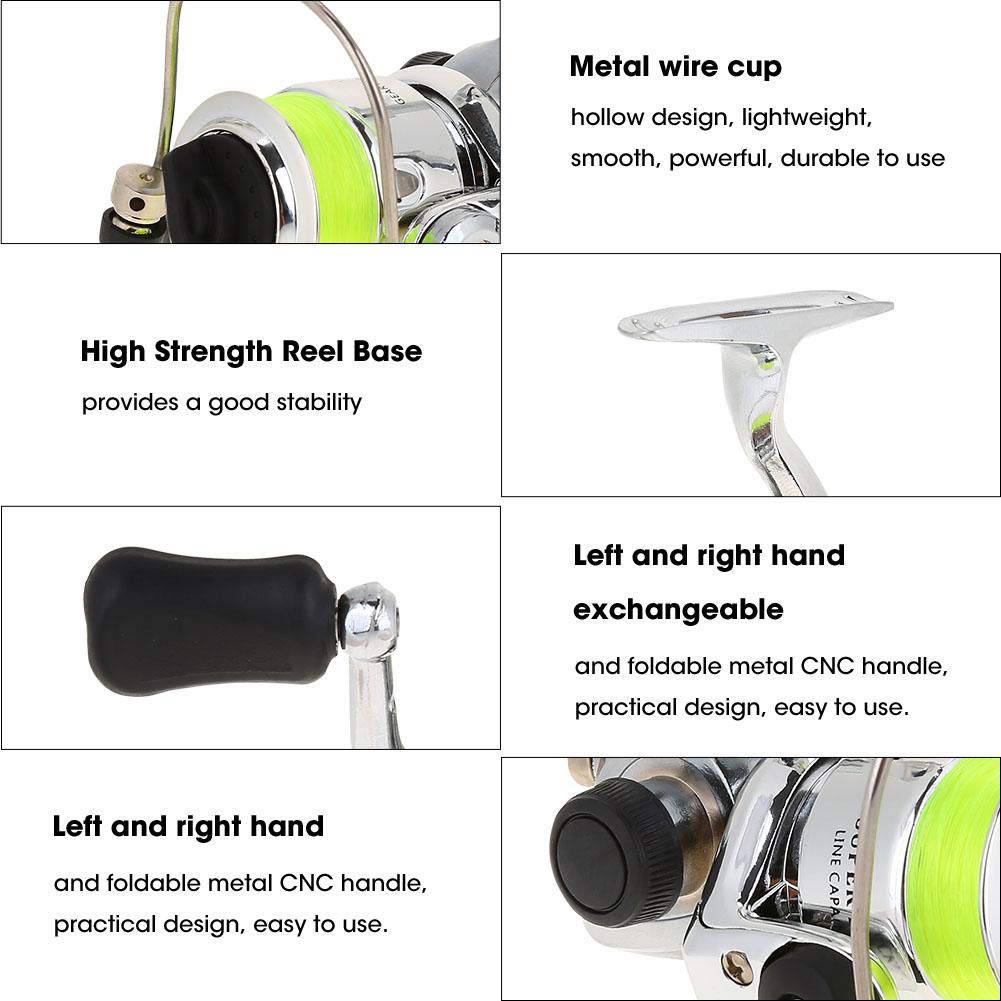 GEAR
Metal wire cup
hollow design, lightweight,
smooth, powerful, durable to use
High Strength Reel Base
provides a good stability
Left and right hand
exchangeable
and foldable metal CNC handle,
practical design, easy to use.
Left and right hand
and foldable metal CNC handle,
practical design, easy to use.
SUPER
LINE CAPA